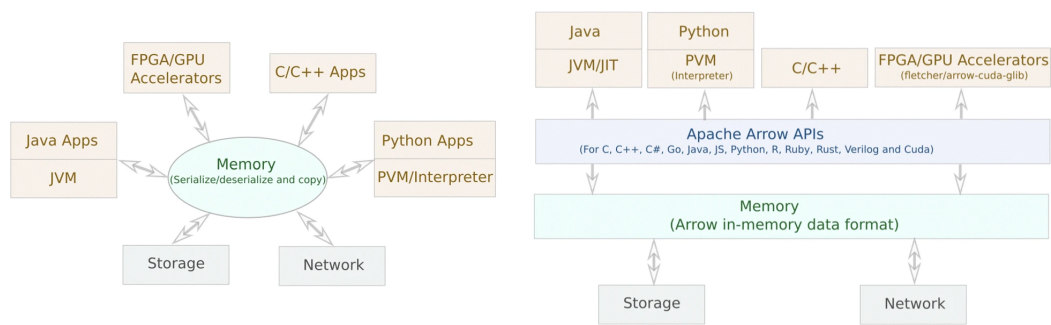 FPGA/GPU
Accelerators
C/C++ Apps
Java Apps
JVM
Python Apps
PVM/Interpreter
Memory
(Serialize/deserialize and copy)
Storage
Network
Java
JVM/JIT
Python
PVM
(Interpreter)
C/C++
FPGA/GPU Accelerators
(fletcher/arrow-cuda-glib)
Apache Arrow APIs
(For C, C++, C#, Go, Java, JS, Python, R, Ruby, Rust, Verilog and Cuda)
Memory
(Arrow in-memory data format)
Storage
Network